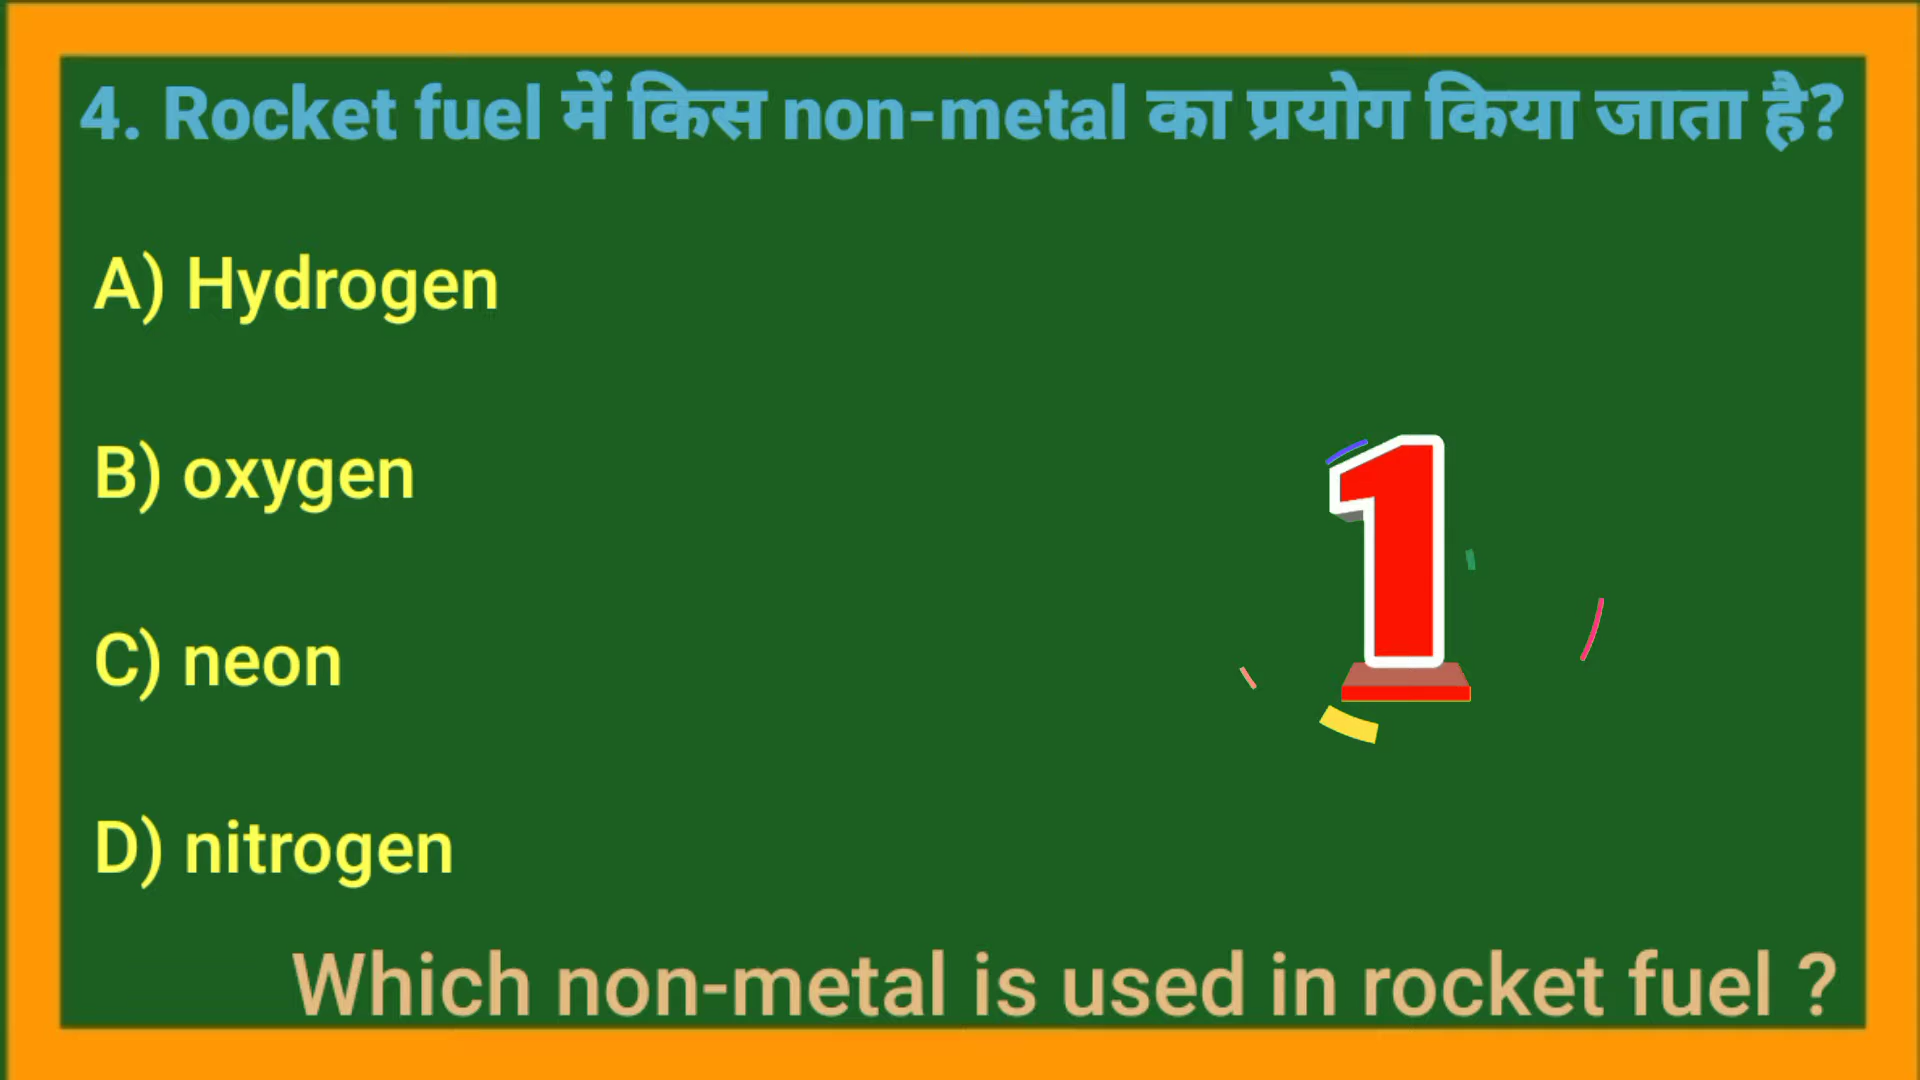 4. Rocket fuel में किस non-metal का प्रयोग किया जाता है?
A) Hydrogen
B) oxygen
1
C) neon
D) nitrogen
Which non-metal is used in rocket fuel ?